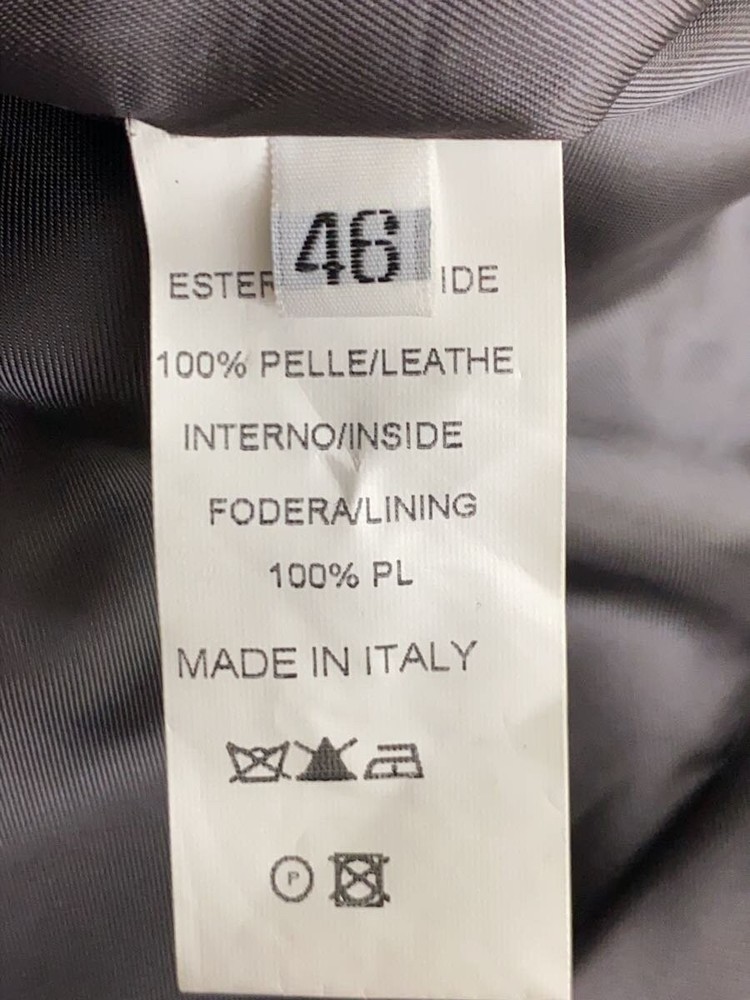 46
ESTER IDE
100% PELLE/LEATHE
INTERNO/INSIDE
FODERA/LINING
100% PL
MADE IN ITALY
P